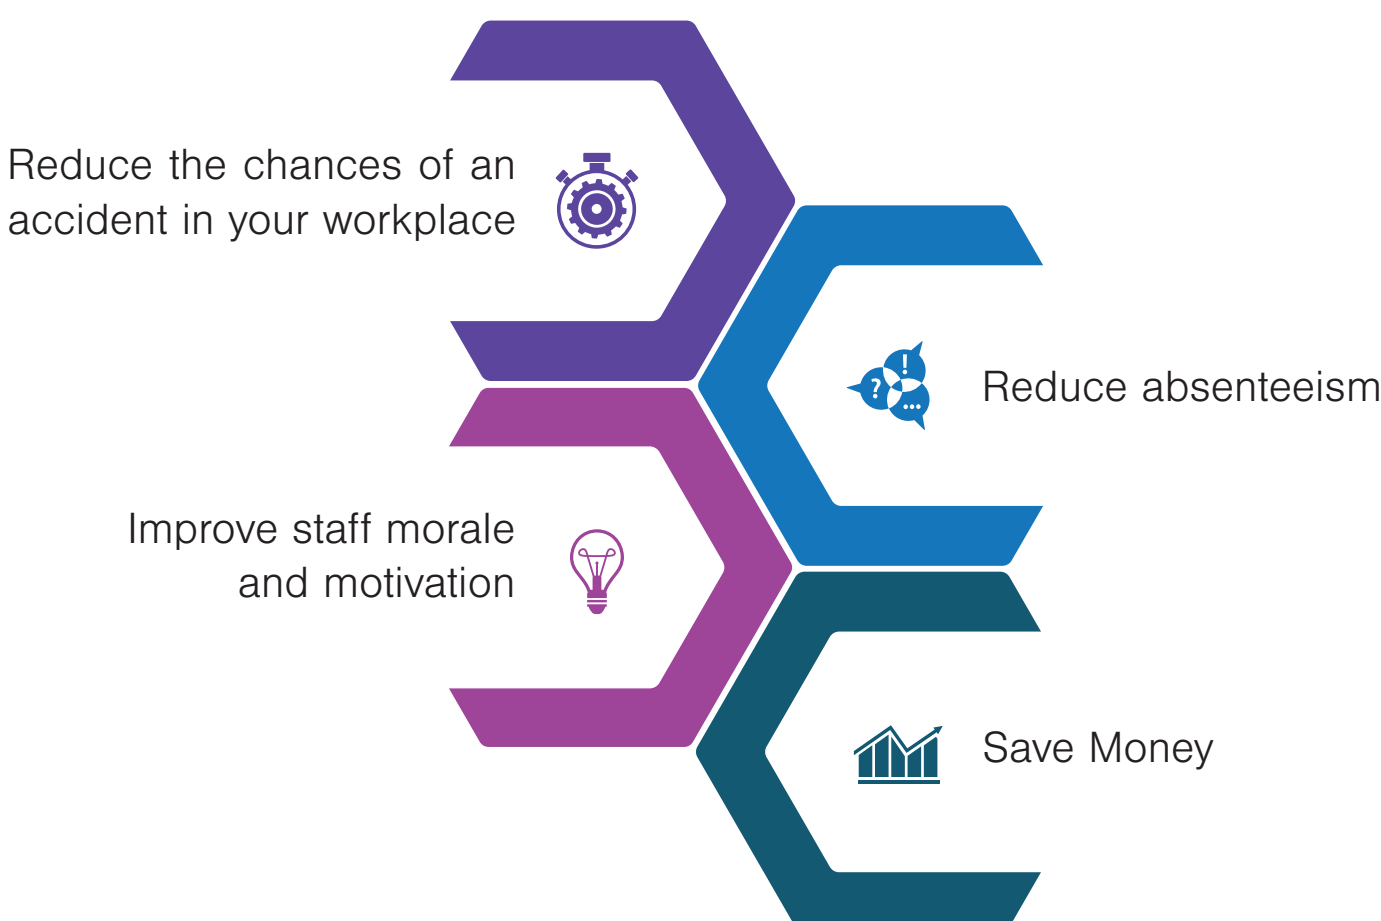 Reduce the chances of an
accident in your workplace
Reduce absenteeism
Improve staff morale
and motivation
Save Money